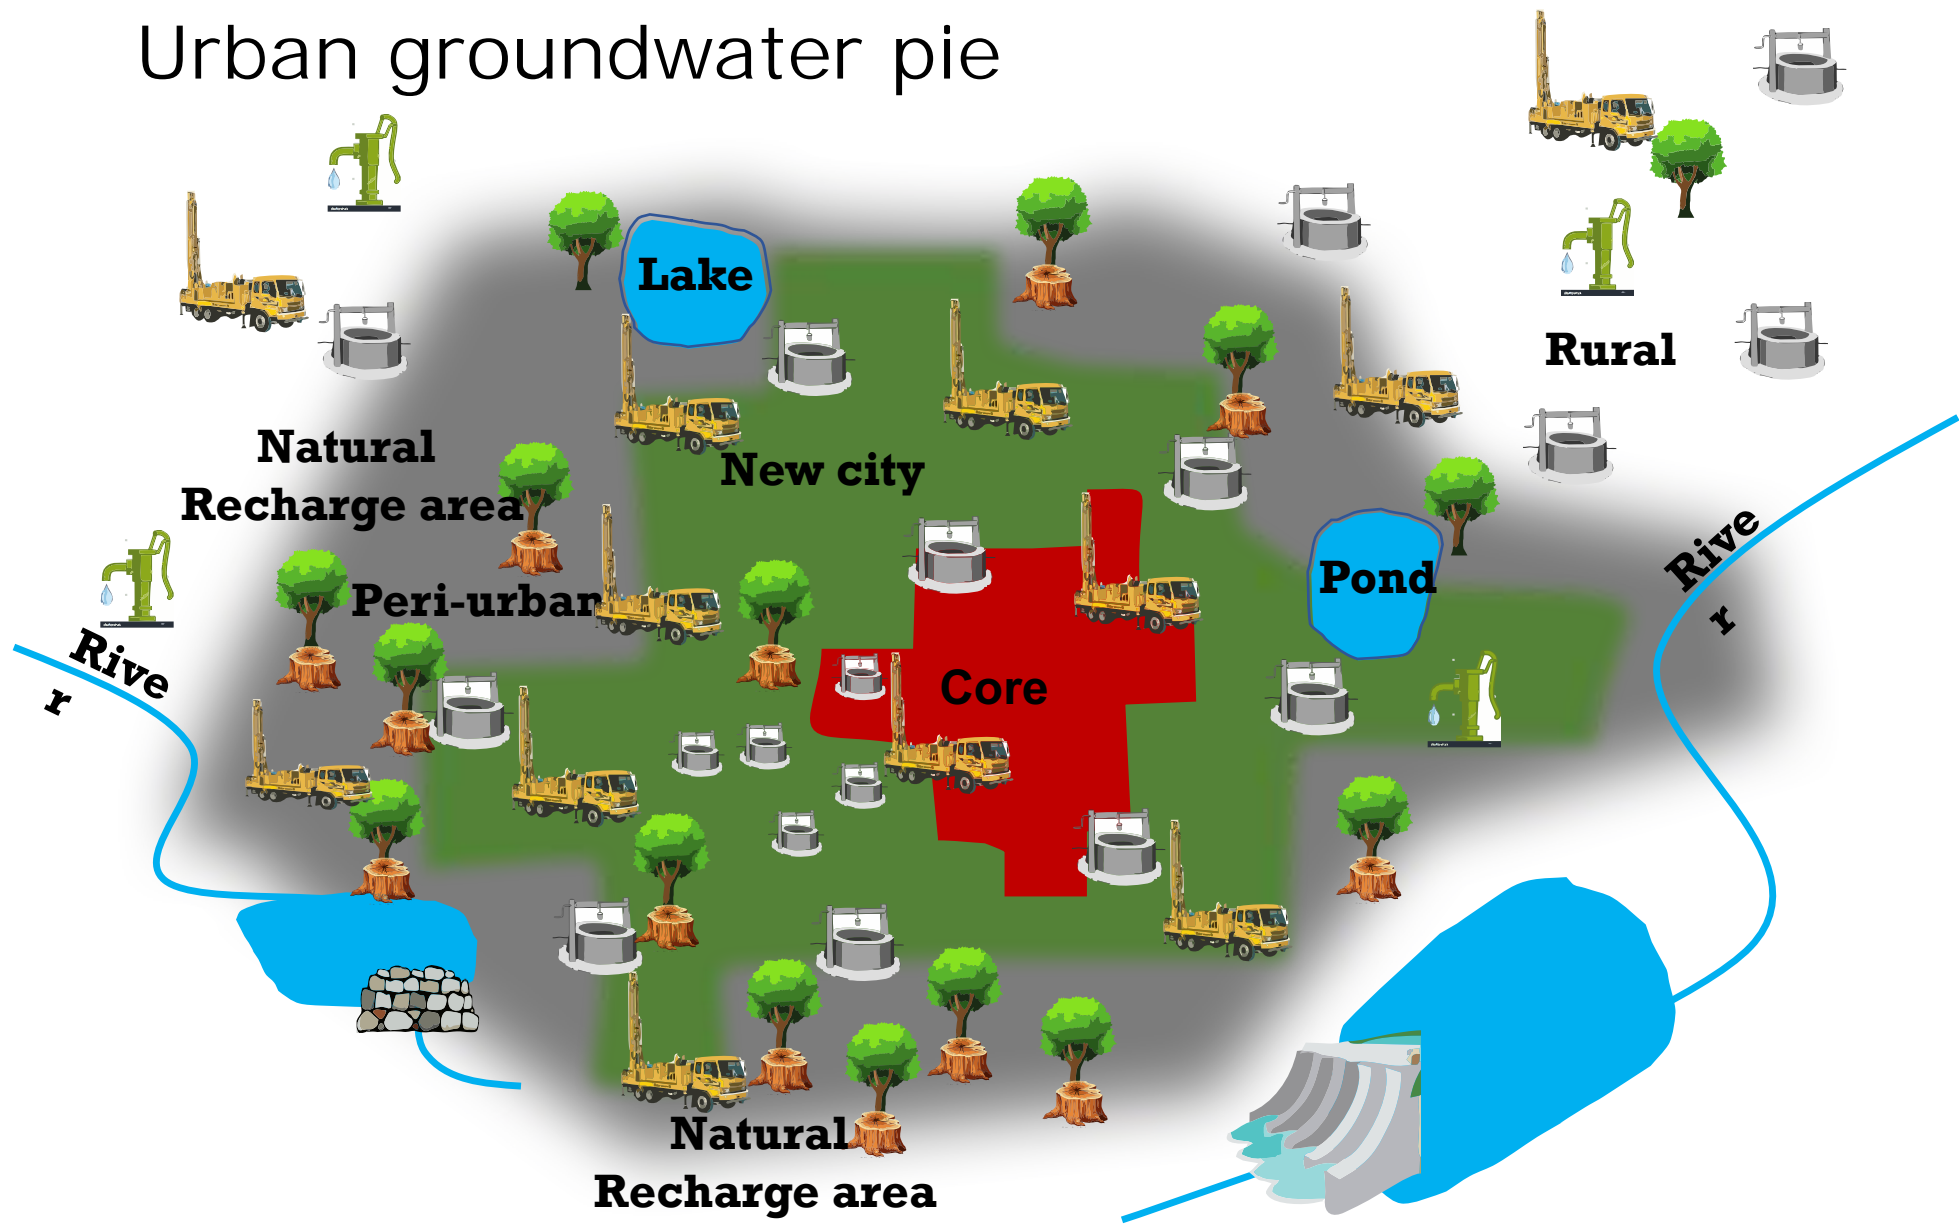 Urban groundwater pie
Lake
Rural
Natural
Recharge area
New city
Rive
r
Pond
Peri-urban
Rive
r
Core
Natural
Recharge area